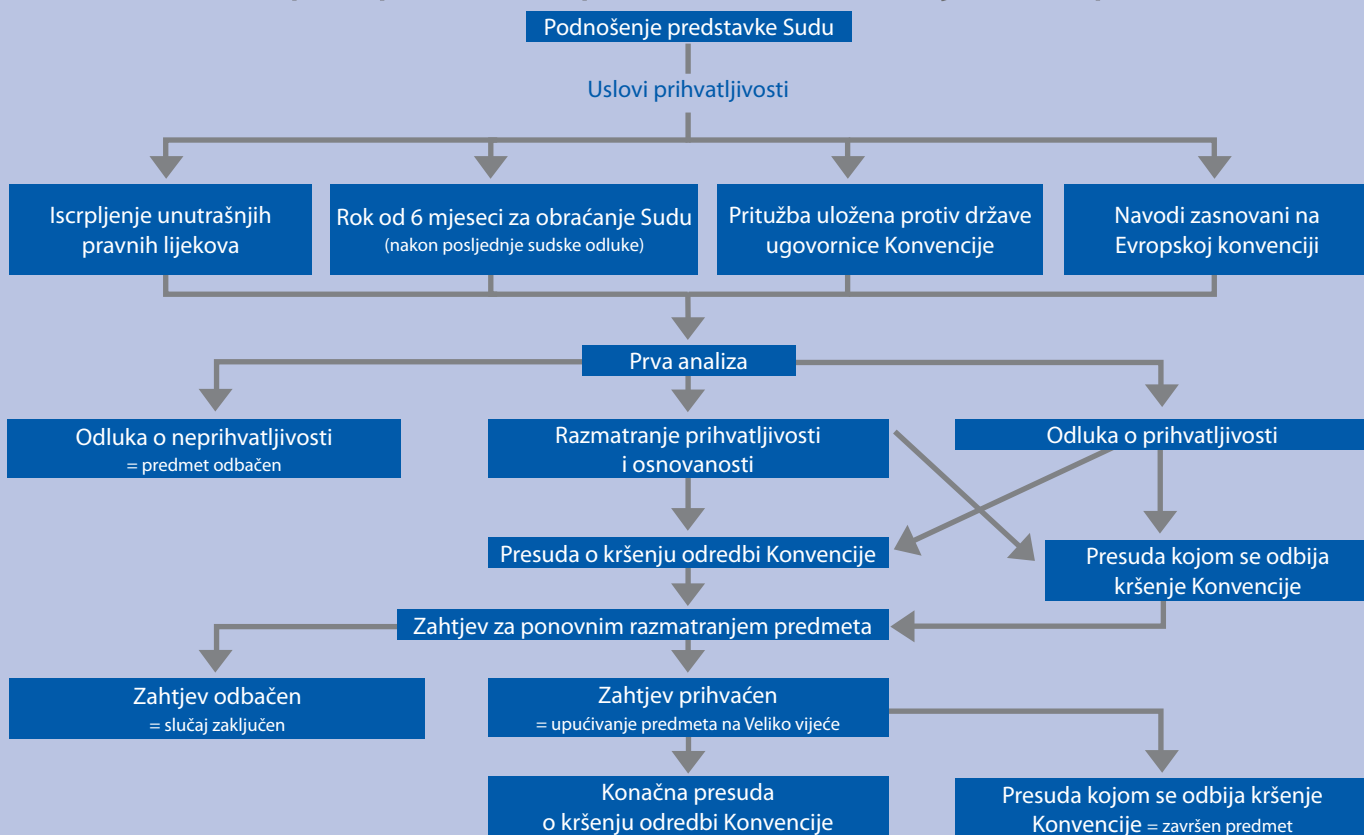 Podnošenje predstavke Sudu
Uslovi prihvatljivosti
Iscrpljenje unutrašnjih
pravnih lijekova
Rok od 6 mjeseci za obraćanje Sudu
(nakon posljednje sudske odluke)
Pritužba uložena protiv države
ugovornice Konvencije
Navodi zasnovani na
Evropskoj konvenciji
Prva analiza
Odluka o neprihvatljivosti
= predmet odbačen
Razmatranje prihvatljivosti
i osnovanosti
Odluka o prihvatljivosti
Presuda o kršenju odredbi Konvencije
Presuda kojom se odbija
kršenje Konvencije
Zahtjev za ponovnim razmatranjem predmeta
Zahtjev odbačen
= slučaj zaključen
Zahtjev prihvaćen
= upućivanje predmeta na Veliko vijeće
Konačna presuda
o kršenju odredbi Konvencije
Presuda kojom se odbija kršenje
Konvencije = završen predmet